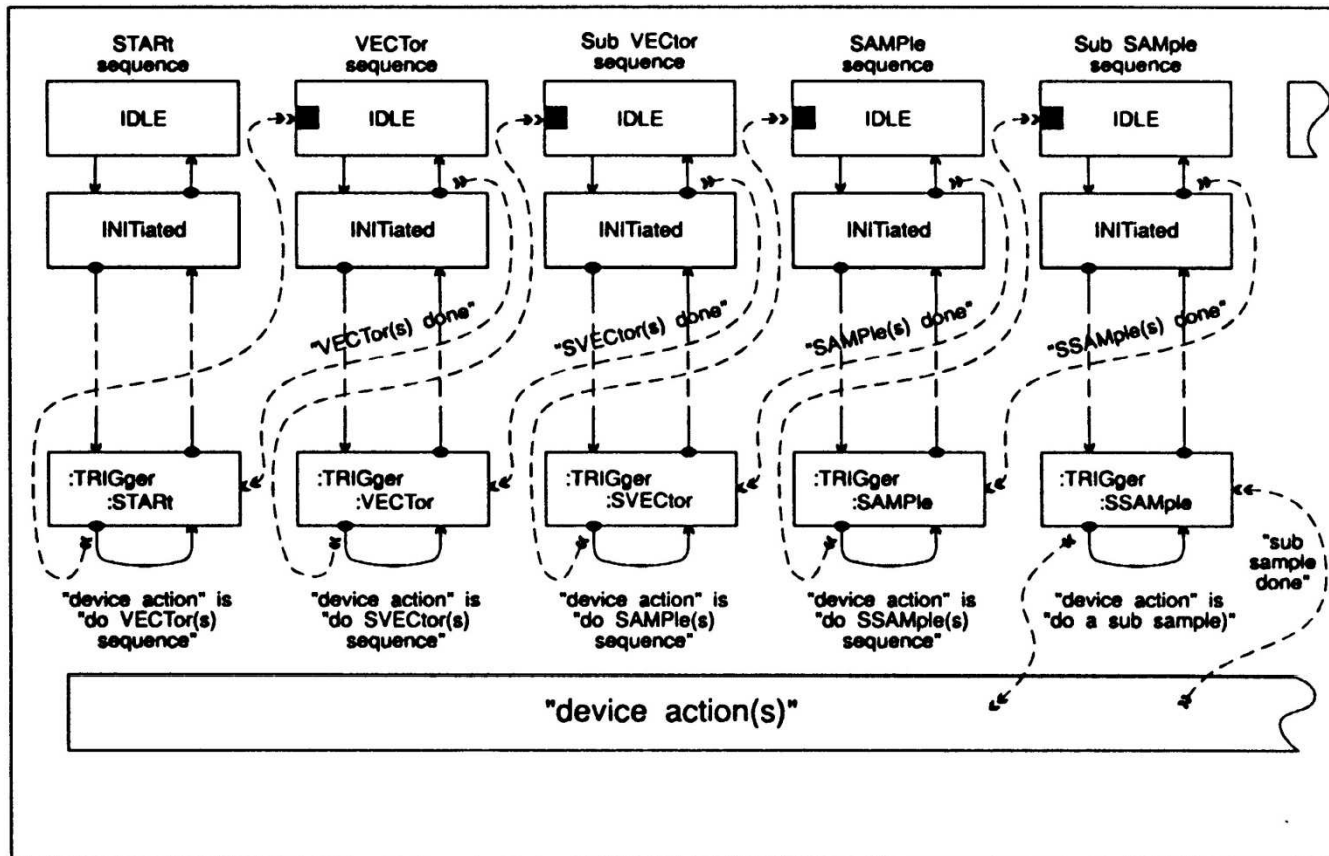 STARt
sequence
VECTor
sequence
Sub VECtor
sequence
SAMPle
sequence
Sub SAMple
sequence
IDLE
IDLE
IDLE
IDLE
IDLE
INITiated
INITiated
INITiated
INITiated
INITiated
"VECTor(s) done"
"SVECtor(s) done"
"SAMPle(s) done"
"SSAMple(s) done"
:TRIGger
:STARt
:TRIGger
:VECTor
:TRIGger
:SVECtor
:TRIGger
:SAMPle
:TRIGger
:SSAMple
"sub
sample
done"
"device action" is
"do VECTor(s)
sequence"
"device action" is
"do SVECtor(s)
sequence"
"device action" is
"do SAMPle(s)
sequence"
"device action" is
"do SSAMple(s)
sequence"
"device action" is
"do a sub sample)"
"device action(s)"